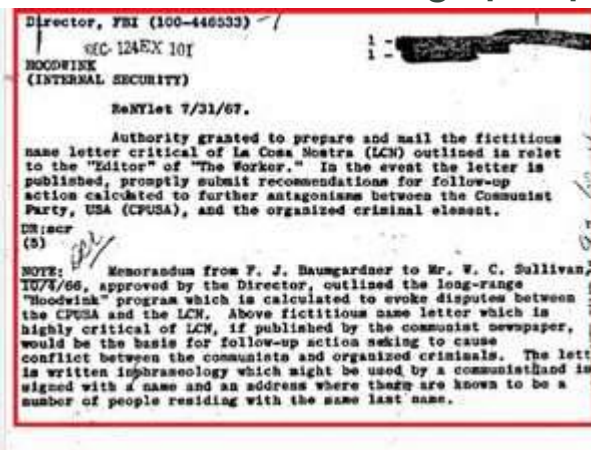 Director, FBI (100-446533)
REC- 124 EX 101
1 -
1 -
HOODWINK
(INTERNAL SECURITY)
ReNYlet 7/31/67.
Authority granted to prepare and mail the fictitious
name letter critical of La Cosa Nostra (LCN) outlined in relet
to the "Editor" of "The Worker." In the event the letter is
published, promptly submit recommendations for follow-up
action calculated to further antagonisms between the Communist
Party, USA (CPUSA), and the organized criminal element.
DR:scr
(5)
NOTE: Memorandum from F. J. Baumgardner to Mr. W. C. Sullivan,
10/4/66, approved by the Director, outlined the long-range
"Hoodwink" program which is calculated to evoke disputes between
the CPUSA and the LCN. Above fictitious name letter which is
highly critical of LCN, if published by the communist newspaper,
would be the basis for follow-up action seking to cause
conflict between the communists and organized criminals. The lett
is written in phraseology which might be used by a communist and is
signed with a name and an address where there are known to be a
number of people residing with the same last name.